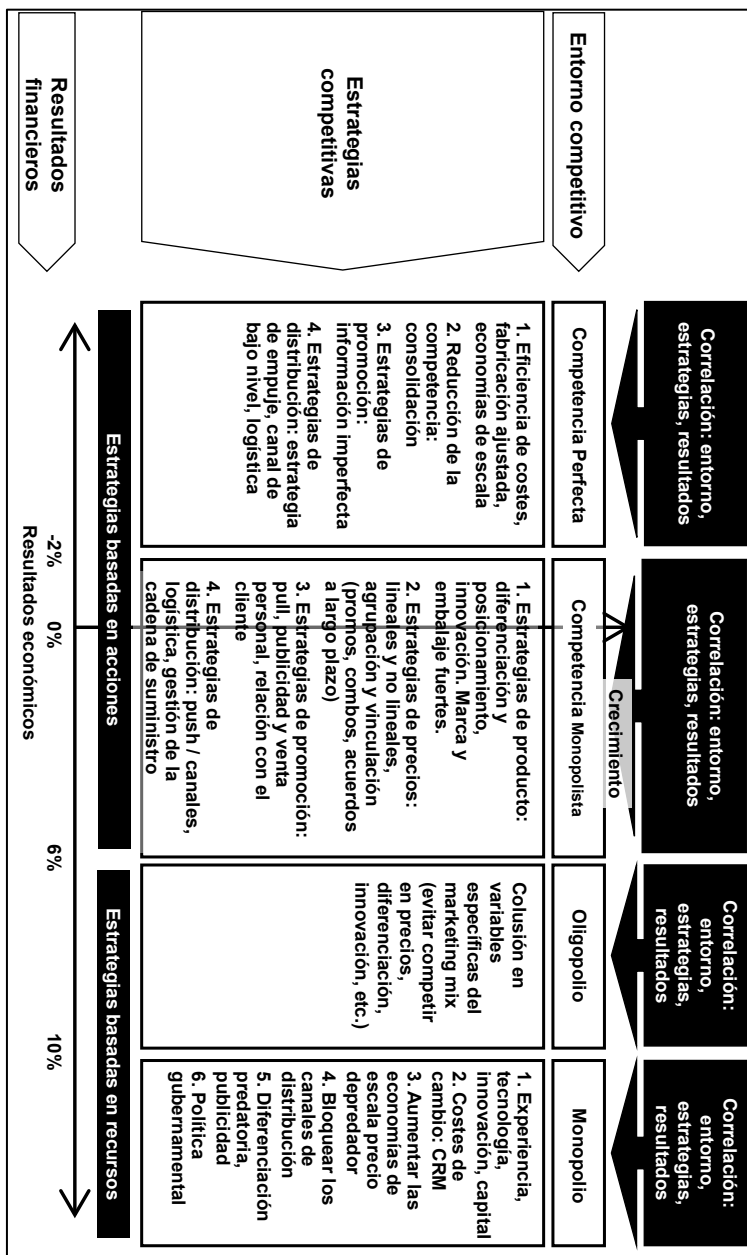 Correlación: entorno,
estrategias, resultados
Correlación: entorno,
estrategias, resultados
Correlación:
entorno,
estrategias,
resultados
Correlación:
entorno,
estrategias,
resultados
Crecimiento
Entorno competitivo
Competencia Perfecta
Competencia Monopolista
Oligopolio
Monopolio
Estrategias
competitivas
1. Eficiencia de costes,
fabricación ajustada,
economías de escala
2. Reducción de la
competencia:
consolidación
3. Estrategias de
promoción:
información imperfecta
4. Estrategias de
distribución: estrategia
de empuje, canal de
bajo nivel, logística
1. Estrategias de producto:
diferenciación y
posicionamiento,
innovación. Marca y
embalaje fuertes.
2. Estrategias de precios:
lineales y no lineales,
agrupación y vinculación
(promos, combos, acuerdos
a largo plazo)
3. Estrategias de promoción:
pull, publicidad y venta
personal, relación con el
cliente
4. Estrategias de
distribución: push / canales,
logística, gestión de la
cadena de suministro
Colusión en
variables
específicas del
marketing mix
(evitar competir
en precios,
diferenciación,
innovación, etc.)
1. Experiencia,
tecnología,
innovación, capital
2. Costes de
cambio: CRM
3. Aumentar las
economías de
escala precio
depredador
4. Bloquear los
canales de
distribución
5. Diferenciación
predatoria,
publicidad
6. Política
gubernamental
Estrategias basadas en acciones
Estrategias basadas en recursos
Resultados
financieros
-2%
0%
6%
10%
Resultados económicos